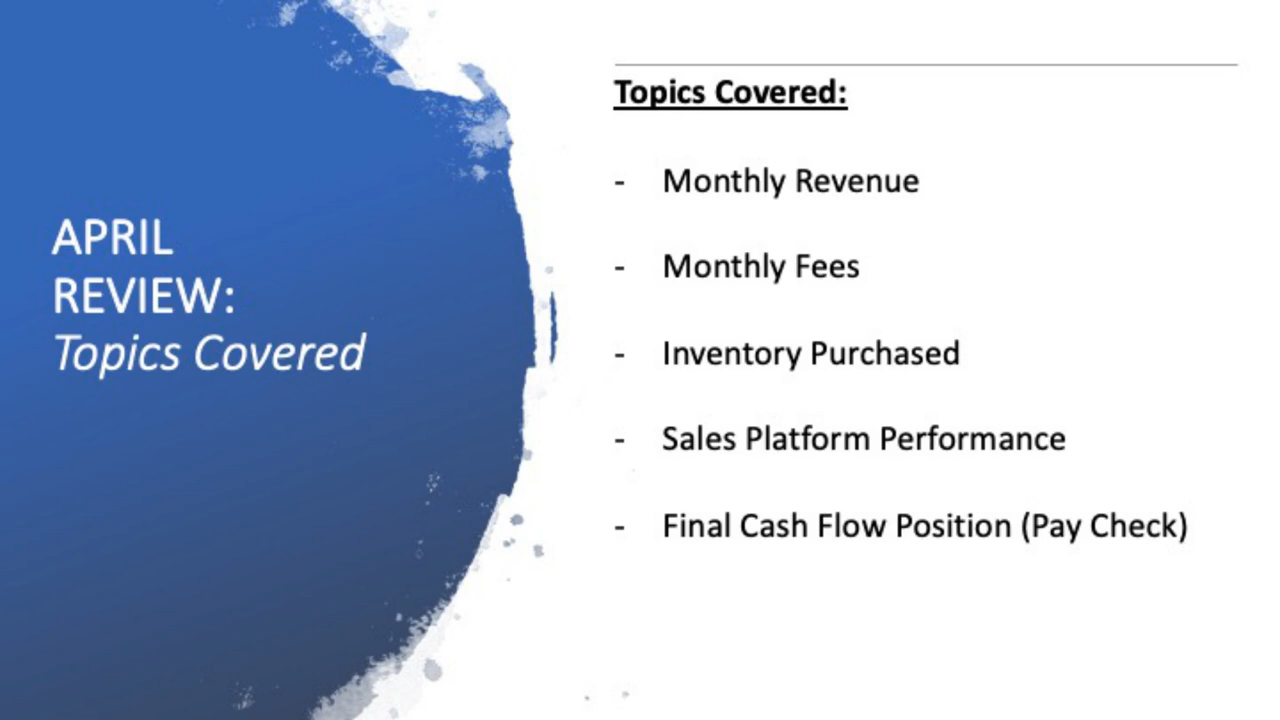 APRIL
REVIEW:
Topics Covered
Topics Covered:
- Monthly Revenue
- Monthly Fees
- Inventory Purchased
- Sales Platform Performance
- Final Cash Flow Position (Pay Check)